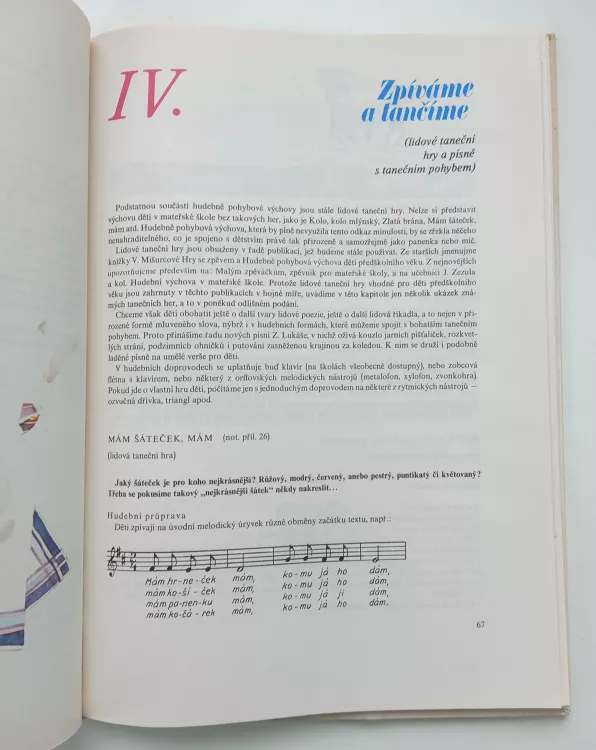 IV.
Zpíváme
a tančíme
(lidové taneční
hry a písně
s tanečním pohybem)
Podstatnou součástí hudebně pohybové výchovy jsou stále lidové taneční hry. Nelze si představit
výchovu dětí v mateřské škole bez takových her, jako je Kolo, kolo mlýnský, Zlatá brána, Mám šáteček,
mám atd. Hudebně pohybová výchova, která by plně nevyužila tento odkaz minulosti, by se zřekla něčeho
nenahraditelného, co je spojeno s dětstvím právě tak přirozeně a samozřejmě jako panenka nebo míč.
Lidové taneční hry jsou obsaženy v řadě publikací, jež budeme stále používat. Ze starších jmenujme
knížky V. Mišurcové Hry se zpěvem a Hudebně pohybová výchova dětí předškolního věku. Z nejnovějších
upozorňujeme především na: Malým zpěváčkům, zpěvník pro mateřské školy, a na učebnici J. Zezula
a kol. Hudební výchova v mateřské škole. Protože lidové taneční hry vhodné pro děti předškolního
věku jsou zahrnuty v těchto publikacích v hojné míře, uvádíme v této kapitole jen několik ukázek zná-
mých tanečních her, a to v poněkud odlišném podání.
Chceme však děti obohatit ještě o další tvary lidové poezie, ještě o další lidová říkadla, a to nejen v při-
rozené formě mluveného slova, nýbrž i v hudebních formách, které můžeme spojit s bohatším tanečním
pohybem. Proto přinášíme řadu nových písní Z. Lukáše, v nichž ožívá kouzlo jarních píšťalek, rozkvet-
lých strání, podzimních ohníčků i putování zasněženou krajinou za koledou. K nim se druží i podobně
laděné písně na umělé verše pro děti.
V hudebních doprovodech se uplatňuje buď klavír (na školách všeobecně dostupný), nebo zobcová
flétna s klavírem, nebo některý z orffovských melodických nástrojů (metalofon, xylofon, zvonkohra).
Pokud jde o vlastní hru dětí, počítáme jen s jednoduchým doprovodem na některé z rytmických nástrojů —
ozvučná dřívka, triangl apod.
MÁM ŠÁTEČEK, MÁM (not. příl. 26)
(lidová taneční hra)
Jaký šáteček je pro koho nejkrásnější? Růžový, modrý, červený, anebo pestrý, puntíkatý či květovaný?
Třeba se pokusíme takový „nejkrásnější šátek" někdy nakreslit...
Hudební průprava
Děti zpívají na úvodní melodický úryvek různé obměny začátku textu, např.:
2
4
Mám hr-ne-ček mám, ko-mu já ho dám,
mám ko-ší-ček mám, ko-mu já ho dám,
mám pa-nen-ku mám, ko-mu já ji dám,
mám ko-čá-rek mám, ko-mu já ho dám.
67